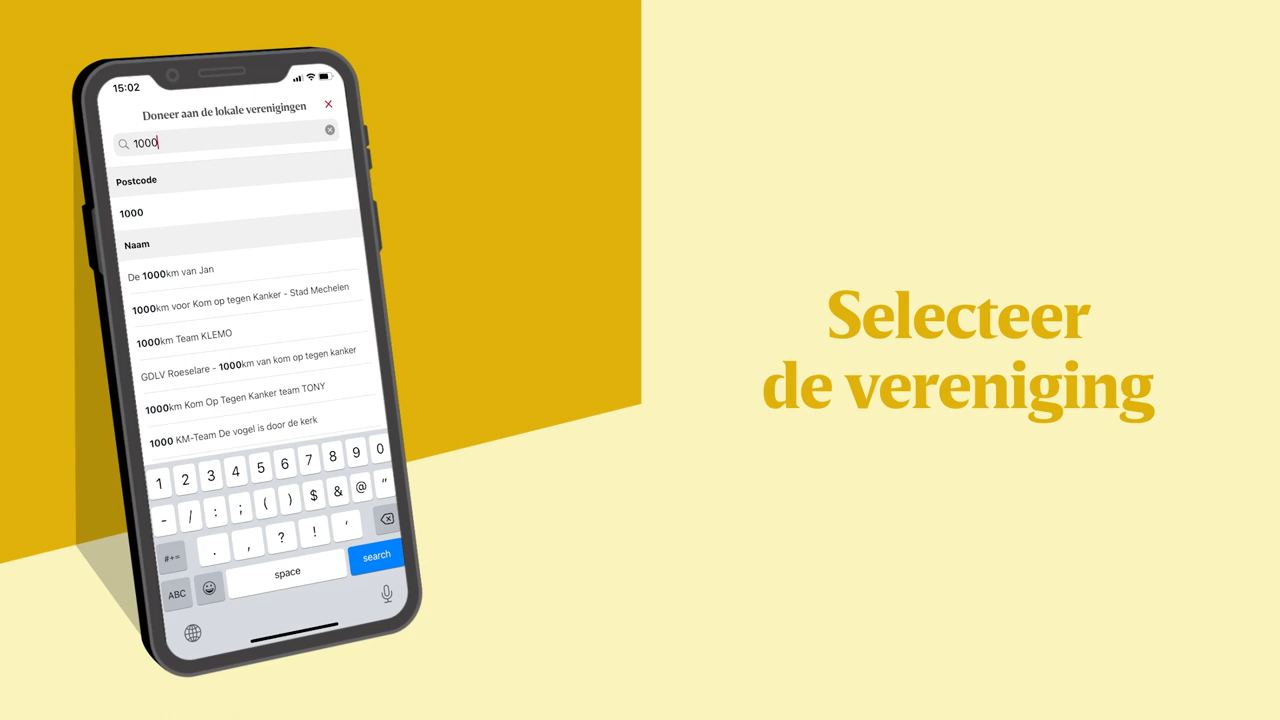 15:02
Doneer aan de lokale verenigingen
1000
Postcode
1000
Naam
De 1000km van Jan
1000km voor Kom op tegen Kanker - Stad Mechelen
1000km Team KLEMO
GDLV Roeselare - 1000km van kom op tegen kanker
1000km Kom Op Tegen Kanker team TONY
1000 KM-Team De vogel is door de kerk
1 2 3 4 5 6 7 8 9 0
- / : ; ( ) $ & @ "
#+= . , ? ! '
ABC space search
Selecteer
de vereniging